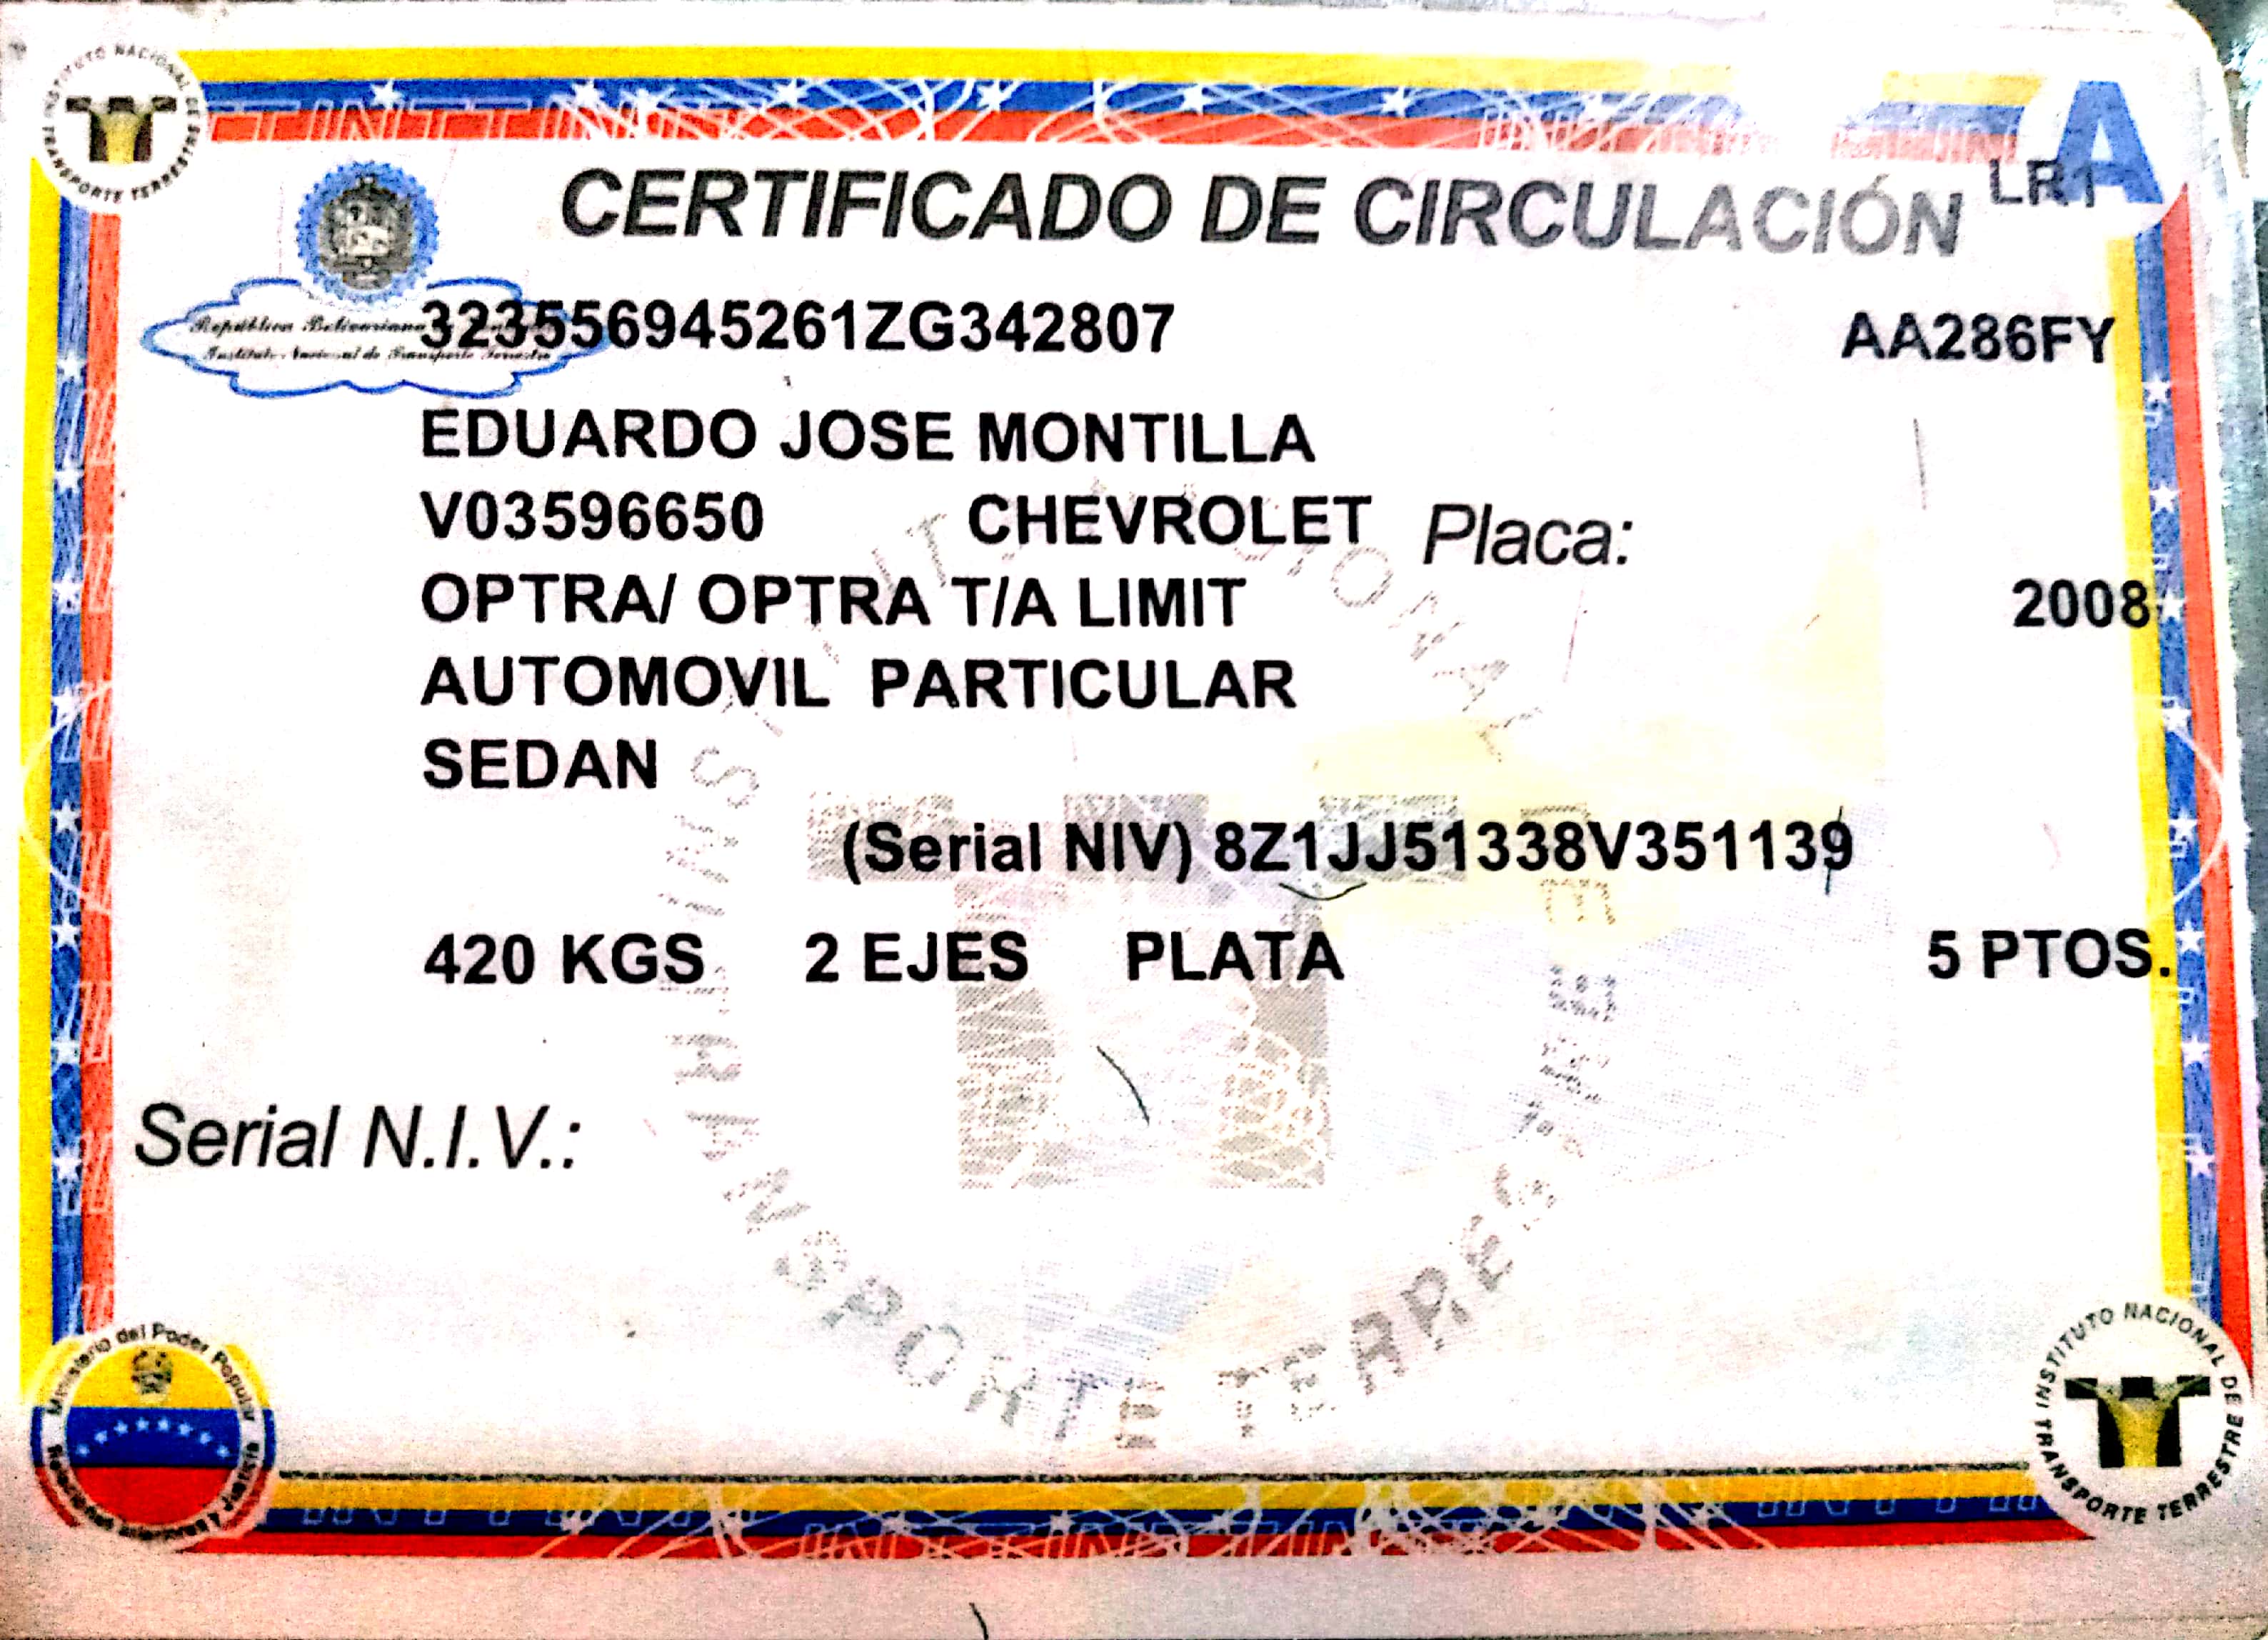 INSTITUTO NACIONAL DE TRANSPORTE TERRESTRE
A
LR1
CERTIFICADO DE CIRCULACIÓN
República Bolivariana
Instituto Nacional de Transporte Terrestre
323556945261ZG342807 AA286FY
EDUARDO JOSE MONTILLA
V03596650 CHEVROLET Placa:
OPTRA/ OPTRA T/A LIMIT 2008
AUTOMOVIL PARTICULAR
SEDAN
(Serial NIV) 8Z1JJ51338V351139
420 KGS 2 EJES PLATA 5 PTOS.
Serial N.I.V.:
INSTITUTO NACIONAL DE TRANSPORTE TERRESTRE
Ministerio del Poder Popular
Relaciones Interiores y Justicia
INSTITUTO NACIONAL DE TRANSPORTE TERRESTRE